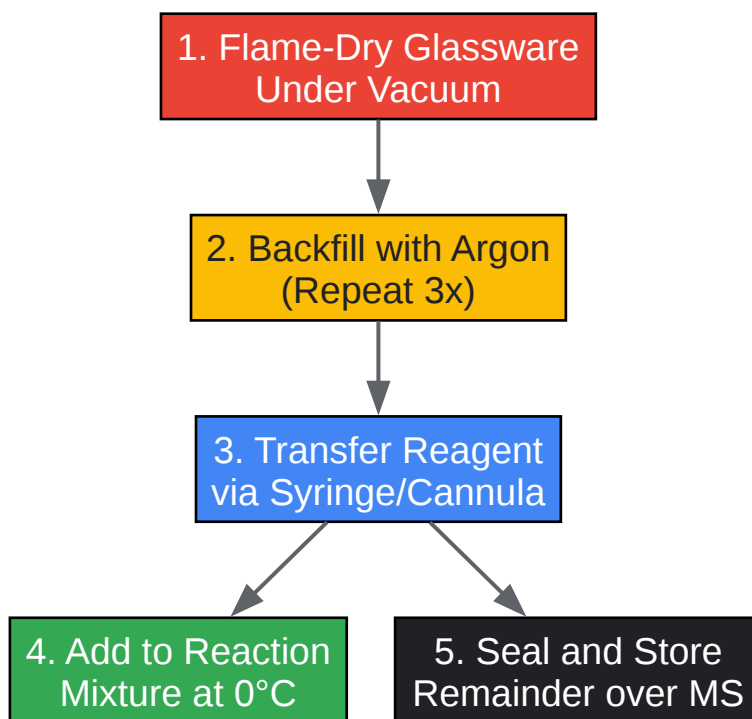 1. Flame-Dry Glassware
Under Vacuum
2. Backfill with Argon
(Repeat 3x)
3. Transfer Reagent
via Syringe/Cannula
4. Add to Reaction
Mixture at 0°C
5. Seal and Store
Remainder over MS